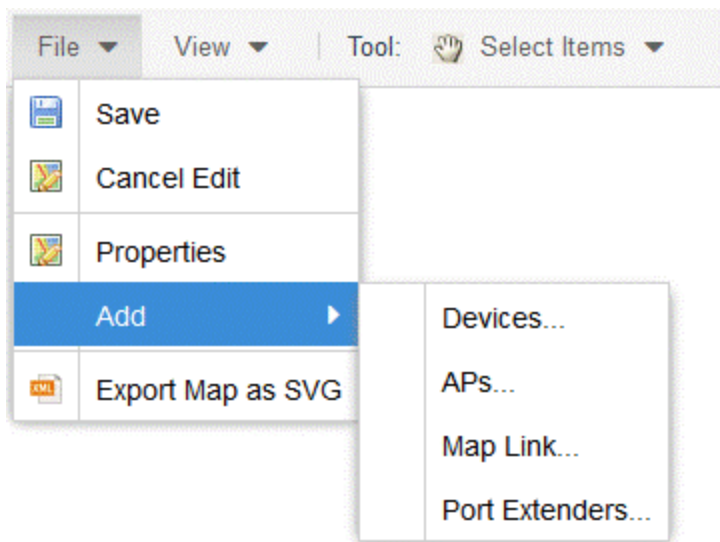 File View Tool: Select Items
Save
Cancel Edit
Properties
Add
Devices...
APs...
XML Export Map as SVG
Map Link...
Port Extenders...